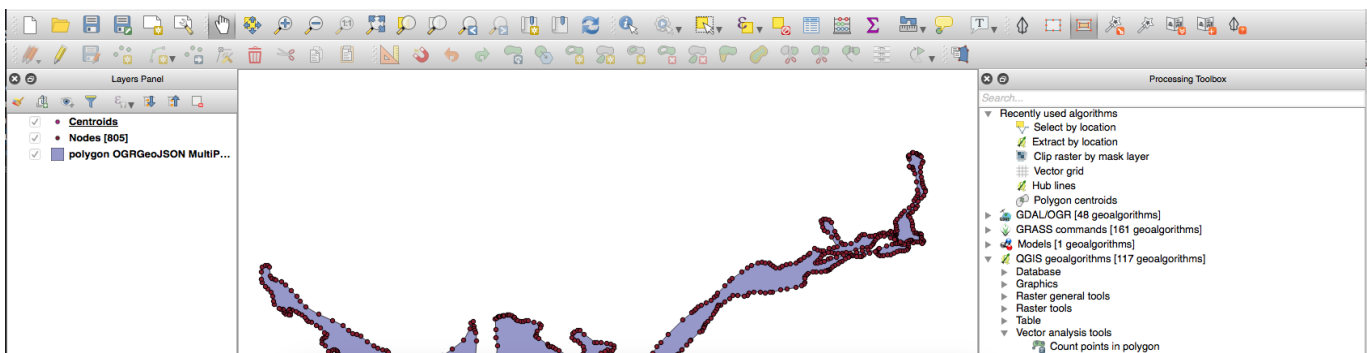 Layers Panel
Centroids
Nodes [805]
polygon OGRGeoJSON MultiP...
Processing Toolbox
Search...
Recently used algorithms
Select by location
Extract by location
Clip raster by mask layer
Vector grid
Hub lines
Polygon centroids
GDAL/OGR [48 geoalgorithms]
GRASS commands [161 geoalgorithms]
Models [1 geoalgorithms]
QGIS geoalgorithms [117 geoalgorithms]
Database
Graphics
Raster general tools
Raster tools
Table
Vector analysis tools
Count points in polygon